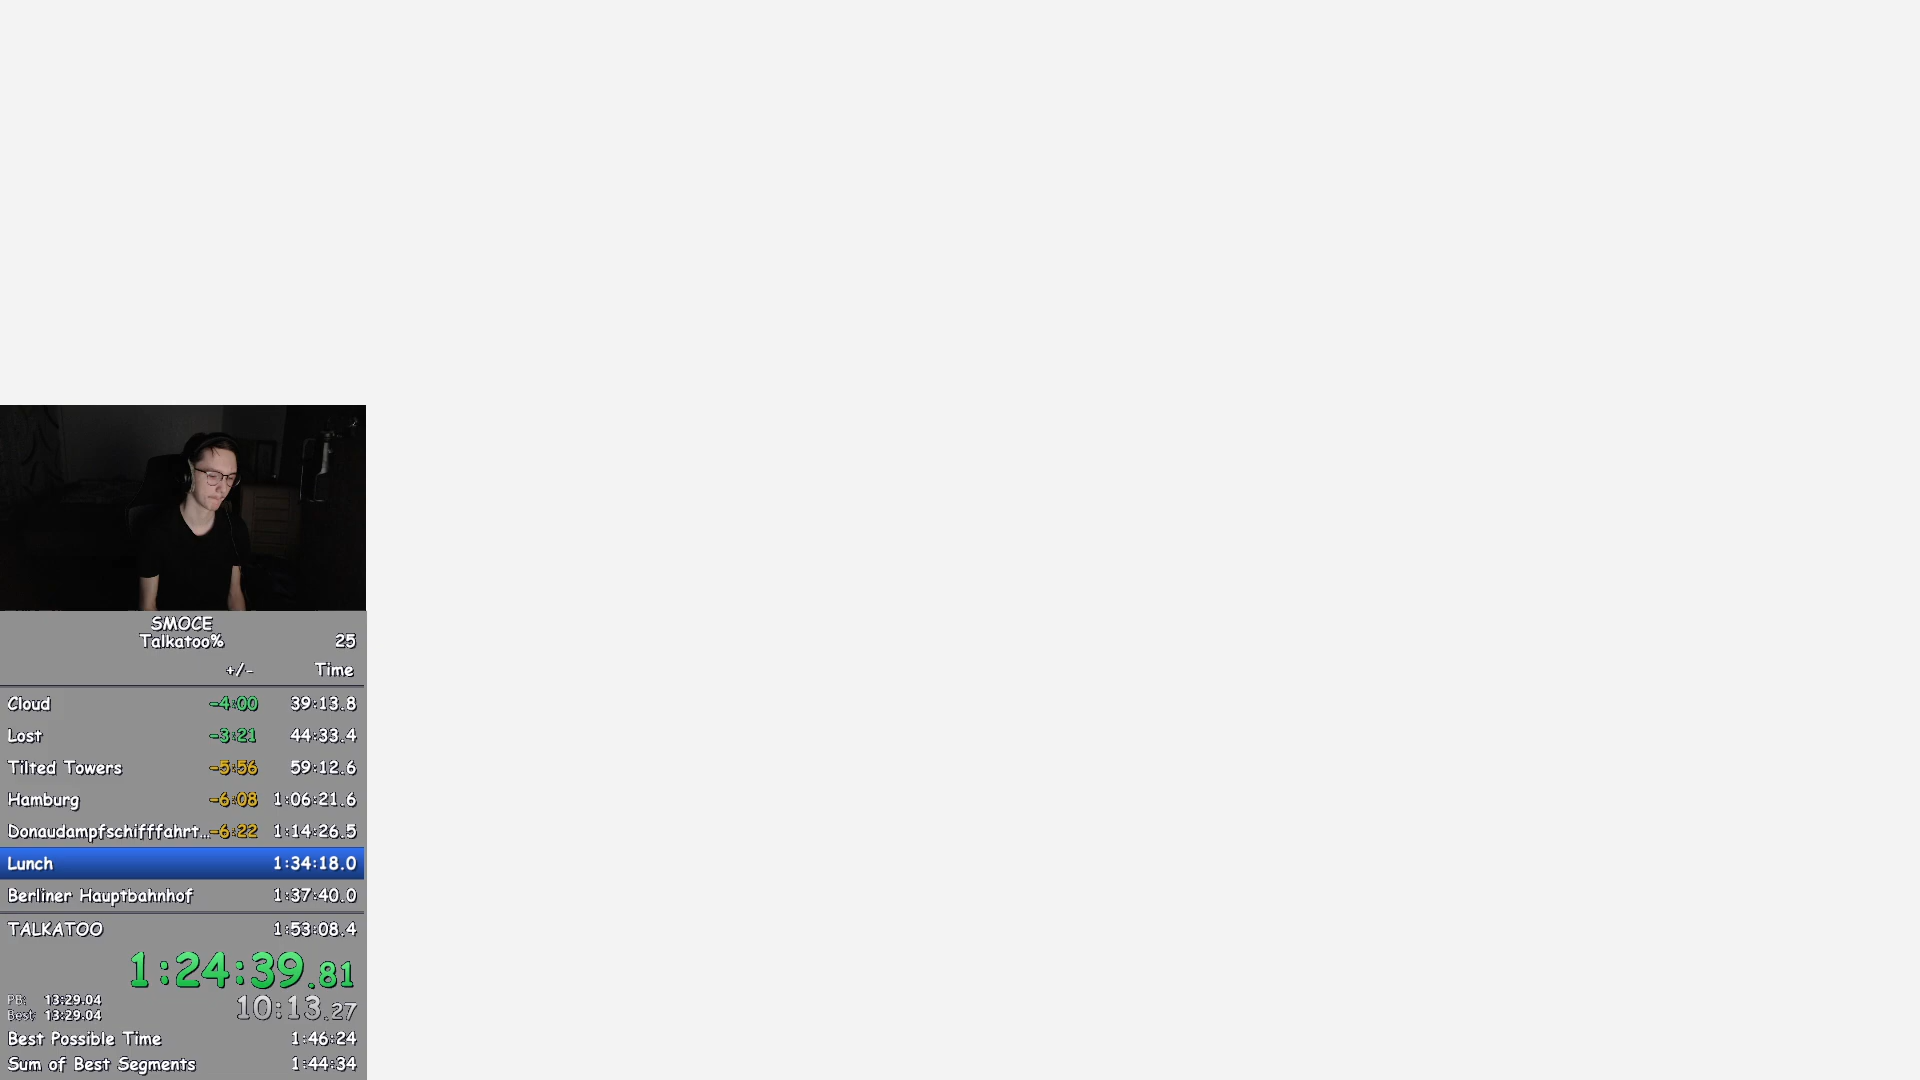 SMOCE
Talkatoo% 25
+/- Time
Cloud -4:00 39:13.8
Lost -3:21 44:33.4
Tilted Towers -5:56 59:12.6
Hamburg -6:08 1:06:21.6
Donaudampfschifffahrt... -6:22 1:14:26.5
Lunch 1:34:18.0
Berliner Hauptbahnhof 1:37:40.0
TALKATOO 1:53:08.4
1:24:39.81
PB: 13:29.04
Best: 13:29.04
10:13.27
Best Possible Time 1:46:24
Sum of Best Segments 1:44:34